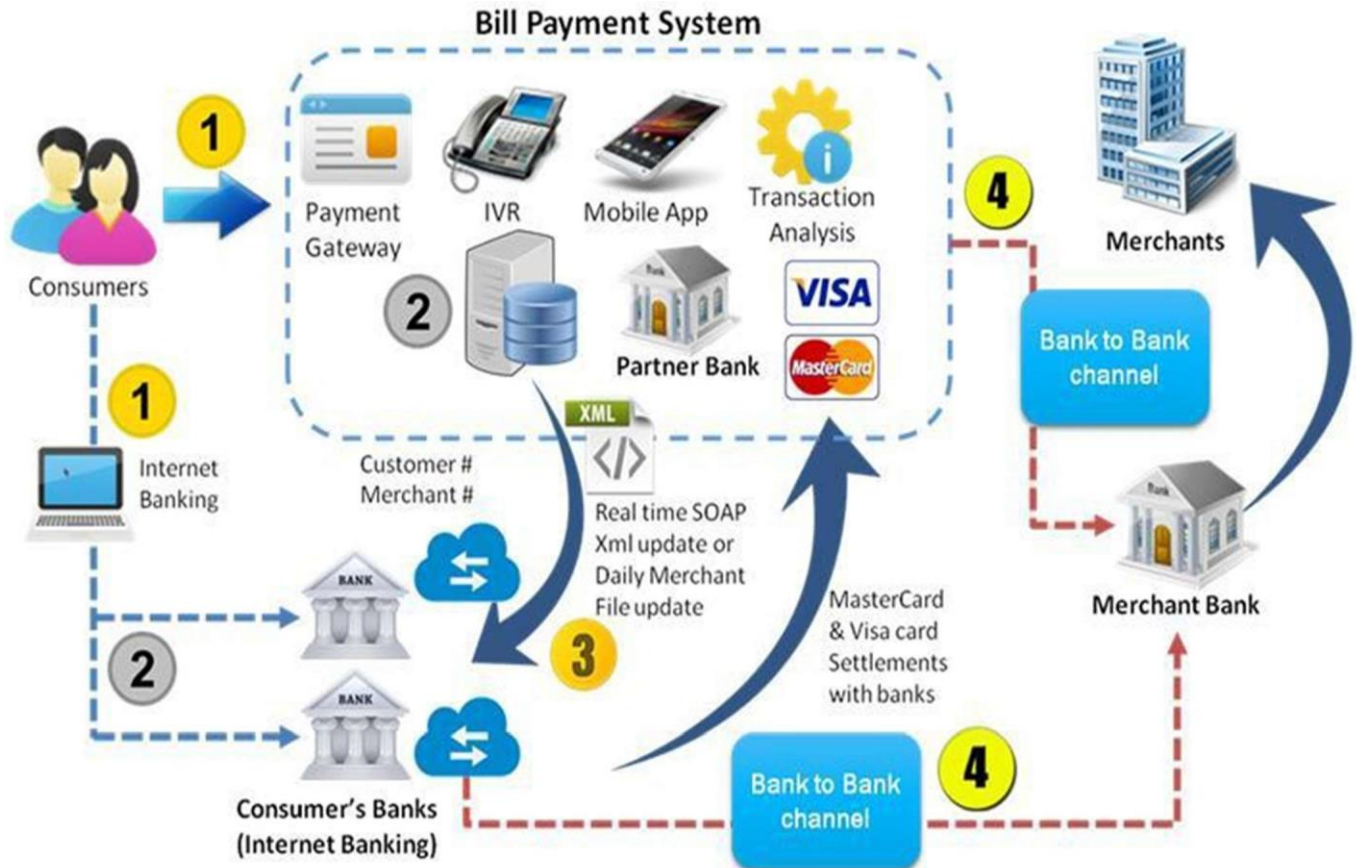 Bill Payment System
1
Consumers
Payment
Gateway
IVR
Mobile App
i
Transaction
Analysis
2
Bank
Partner Bank
VISA
MasterCard
4
Merchants
Bank to Bank
channel
Bank
Merchant Bank
1
Internet
Banking
2
Customer #
Merchant #
XML
</>
Real time SOAP
Xml update or
Daily Merchant
File update
3
BANK
BANK
Consumer's Banks
(Internet Banking)
MasterCard
& Visa card
Settlements
with banks
Bank to Bank
channel
4